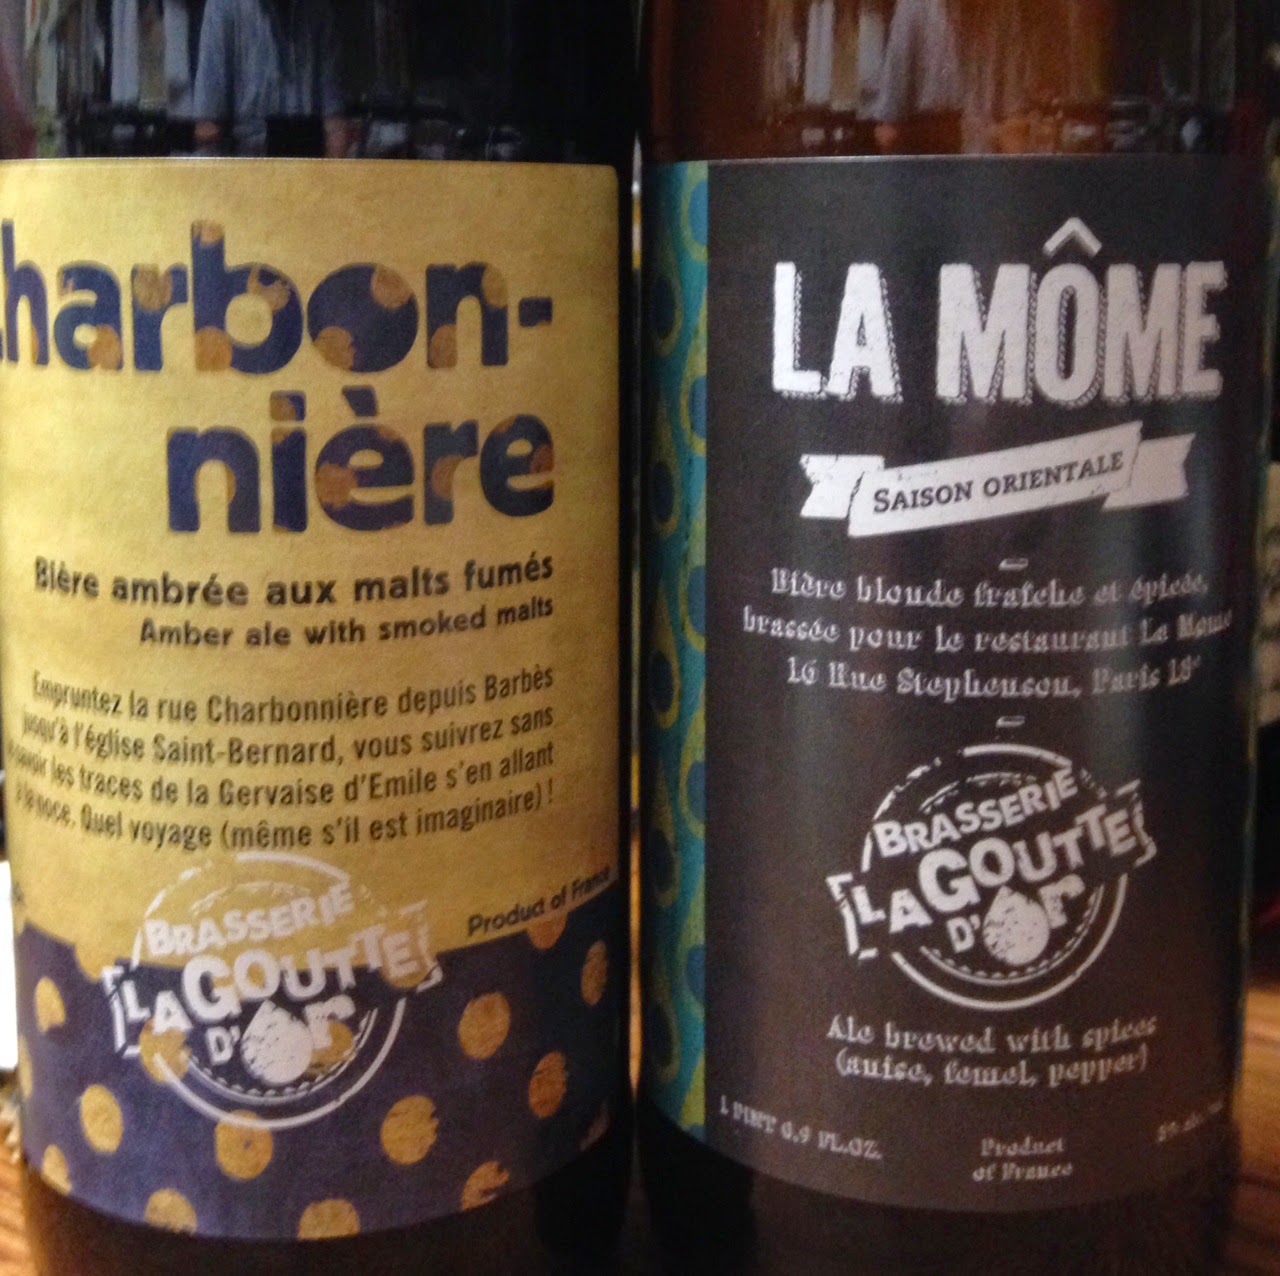 Charbon-
nière
Bière ambrée aux malts fumés
Amber ale with smoked malts
Empruntez la rue Charbonnière depuis Barbès
jusqu'à l'église Saint-Bernard, vous suivrez sans
savoir les traces de la Gervaise d'Emile s'en allant
à la noce. Quel voyage (même s'il est imaginaire) !
Product of France
BRASSERIE
LA GOUTTE
D'Or
LA MÔME
SAISON ORIENTALE
Bière blonde fraîche et épicée,
brassée pour le restaurant La Môme
16 Rue Stephenson, Paris 18e
BRASSERIE
LA GOUTTE
D'Or
Ale brewed with spices
(anise, fennel, pepper)
1 PINT 0.9 FL.OZ.
Product
of France